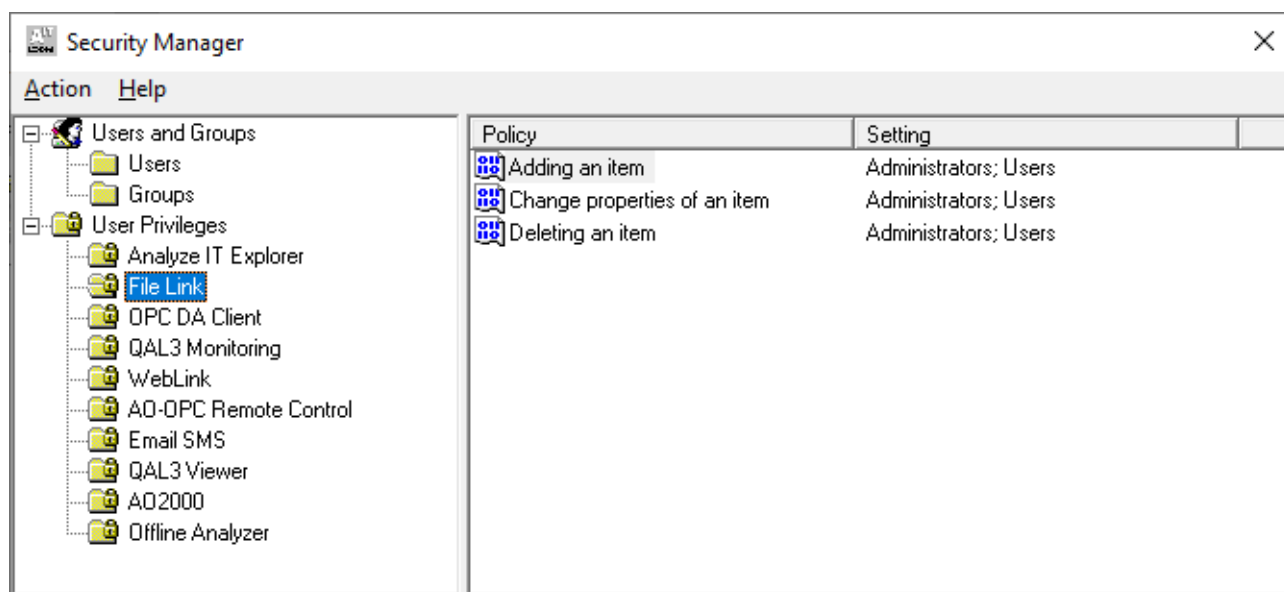 Security Manager
Action Help
Users and Groups
Users
Groups
User Privileges
Analyze IT Explorer
File Link
OPC DA Client
QAL3 Monitoring
WebLink
AO-OPC Remote Control
Email SMS
QAL3 Viewer
AO2000
Offline Analyzer
Policy Setting
Adding an item Administrators; Users
Change properties of an item Administrators; Users
Deleting an item Administrators; Users